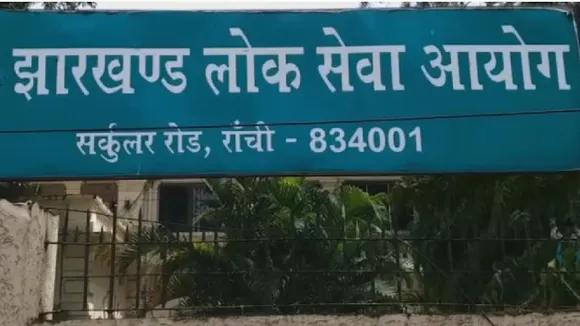 झारखण्ड लोक सेवा आयोग
सर्कुलर रोड, राँची - 834001